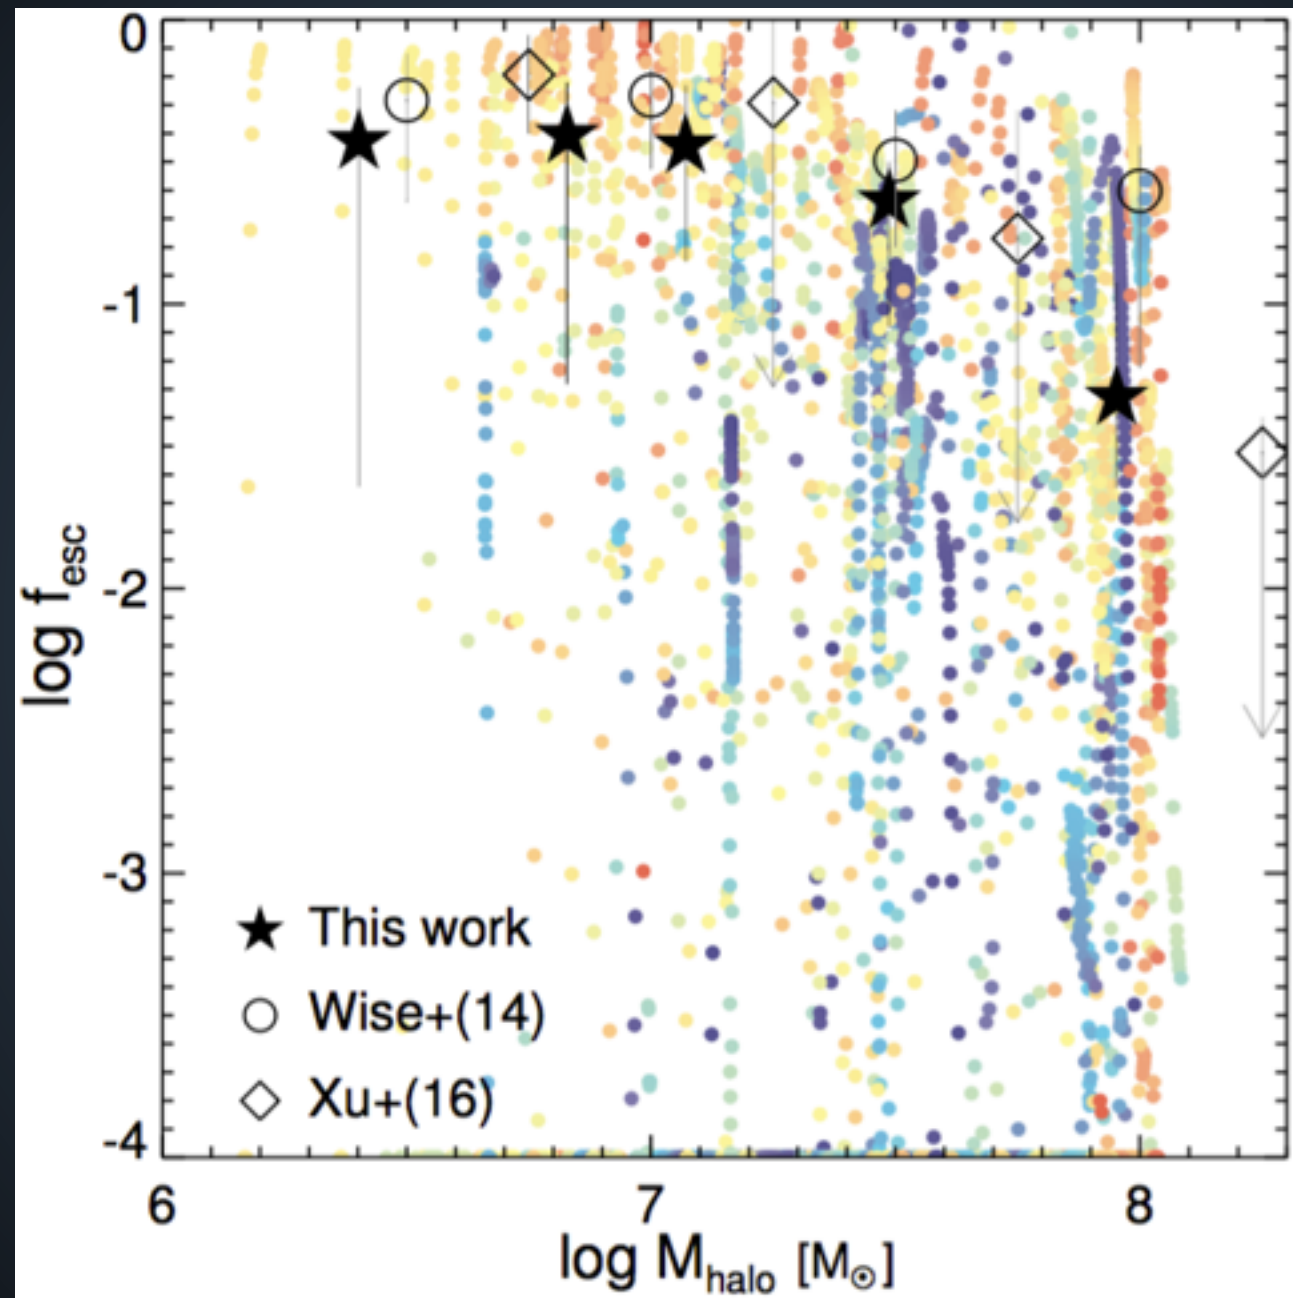 0
-1
-2
-3
-4
log f_esc
This work
Wise+(14)
Xu+(16)
6 7 8
log M_halo [M_☉]